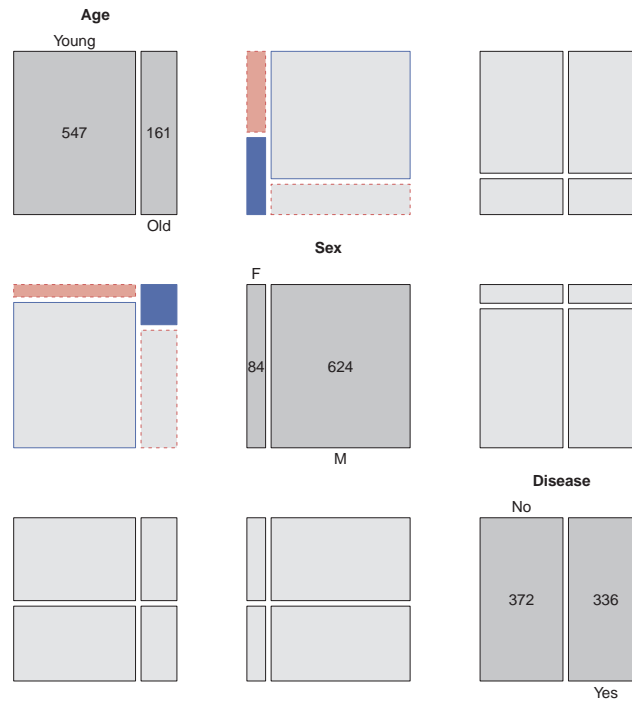 Age
Young
547 161
Old
Sex
F
84 624
M
Disease
No
372 336
Yes